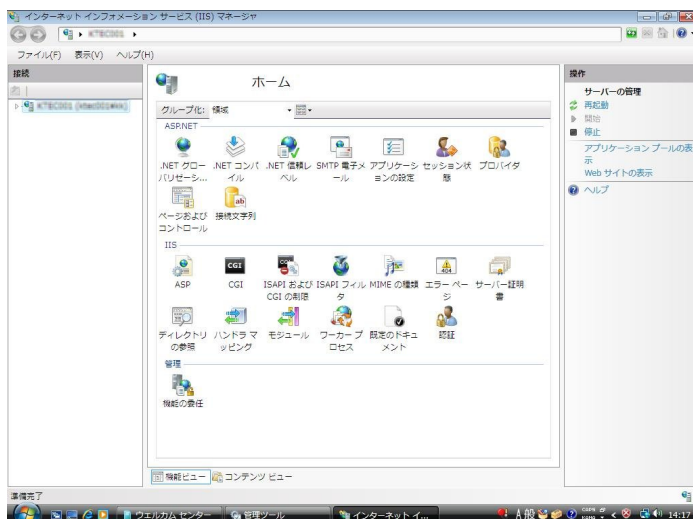 インターネット インフォメーション サービス (IIS) マネージャ
ファイル(F) 表示(V) ヘルプ(H)
接続
ホーム
グループ化: 領域
ASP.NET
.NET グローバリゼーシ...
.NET コンパイル
.NET 信頼レベル
SMTP 電子メール
アプリケーションの設定
セッション状態
プロバイダ
ページおよびコントロール
接続文字列
IIS
ASP
CGI
ISAPI および CGI の制限
ISAPI フィルタ
MIME の種類
エラー ページ
サーバー証明書
ディレクトリの参照
ハンドラ マッピング
モジュール
ワーカー プロセス
既定のドキュメント
認証
管理
機能の委任
機能ビュー コンテンツ ビュー
操作
サーバーの管理
再起動
開始
停止
アプリケーション プールの表示
Web サイトの表示
ヘルプ
準備完了
ウエルカム センター 管理ツール インターネット イ... A 般 CAPS KANA 14:17